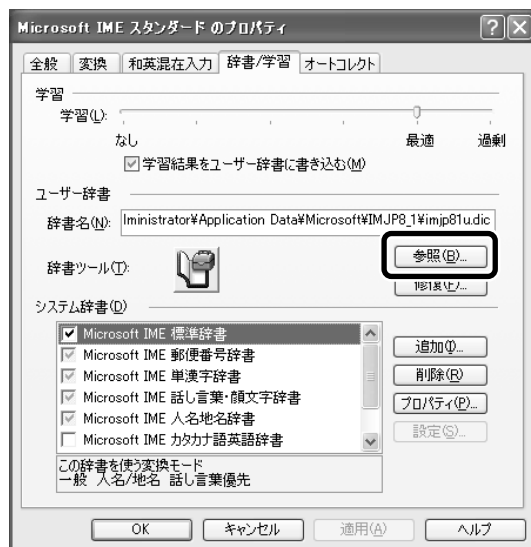 Microsoft IME スタンダード のプロパティ
全般 変換 和英混在入力 辞書/学習 オートコレクト
学習
学習(L):
なし 最適 過剰
学習結果をユーザー辞書に書き込む(M)
ユーザー辞書
辞書名(N): lministrator¥Application Data¥Microsoft¥IMJP8_1¥imjp81u.dic
参照(B)...
辞書ツール(T):
修復(E)...
システム辞書(D)
Microsoft IME 標準辞書
Microsoft IME 郵便番号辞書
Microsoft IME 単漢字辞書
Microsoft IME 話し言葉・顔文字辞書
Microsoft IME 人名地名辞書
Microsoft IME カタカナ語英語辞書
追加(I)...
削除(R)
プロパティ(P)...
設定(S)...
この辞書を使う変換モード
一般 人名/地名 話し言葉優先
OK キャンセル 適用(A) ヘルプ